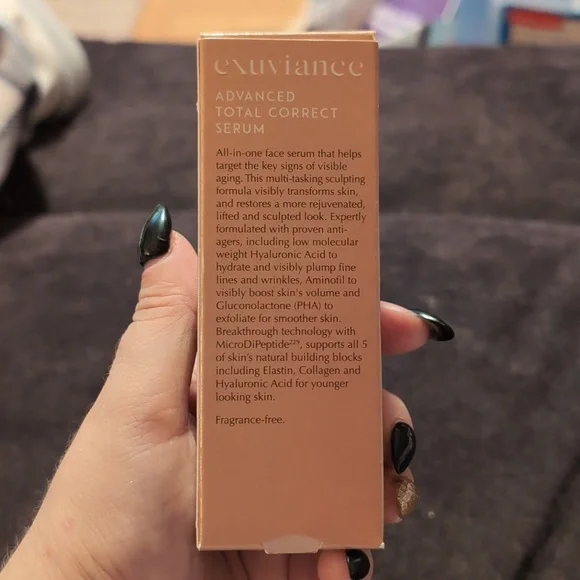 exuviance
ADVANCED
TOTAL CORRECT
SERUM
All-in-one face serum that helps
target the key signs of visible
aging. This multi-tasking sculpting
formula visibly transforms skin,
and restores a more rejuvenated,
lifted and sculpted look. Expertly
formulated with proven anti-
agers, including low molecular
weight Hyaluronic Acid to
hydrate and visibly plump fine
lines and wrinkles, Aminofil to
visibly boost skin's volume and
Gluconolactone (PHA) to
exfoliate for smoother skin.
Breakthrough technology with
MicroDiPeptide²²⁹, supports all 5
of skin's natural building blocks
including Elastin, Collagen and
Hyaluronic Acid for younger
looking skin.
Fragrance-free.